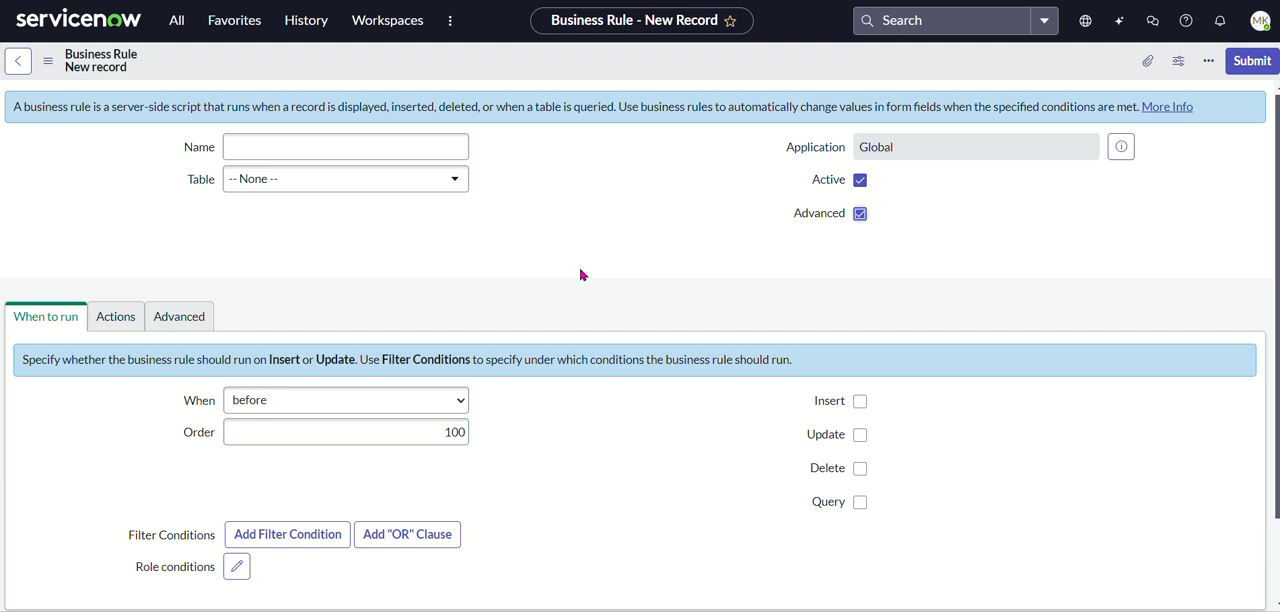 servicenow All Favorites History Workspaces Business Rule - New Record Search MK
Business Rule
New record
Submit
A business rule is a server-side script that runs when a record is displayed, inserted, deleted, or when a table is queried. Use business rules to automatically change values in form fields when the specified conditions are met. More Info
Name Application Global
Table -- None -- Active
Advanced
When to run Actions Advanced
Specify whether the business rule should run on Insert or Update. Use Filter Conditions to specify under which conditions the business rule should run.
When before Insert
Order 100 Update
Delete
Query
Filter Conditions Add Filter Condition Add "OR" Clause
Role conditions